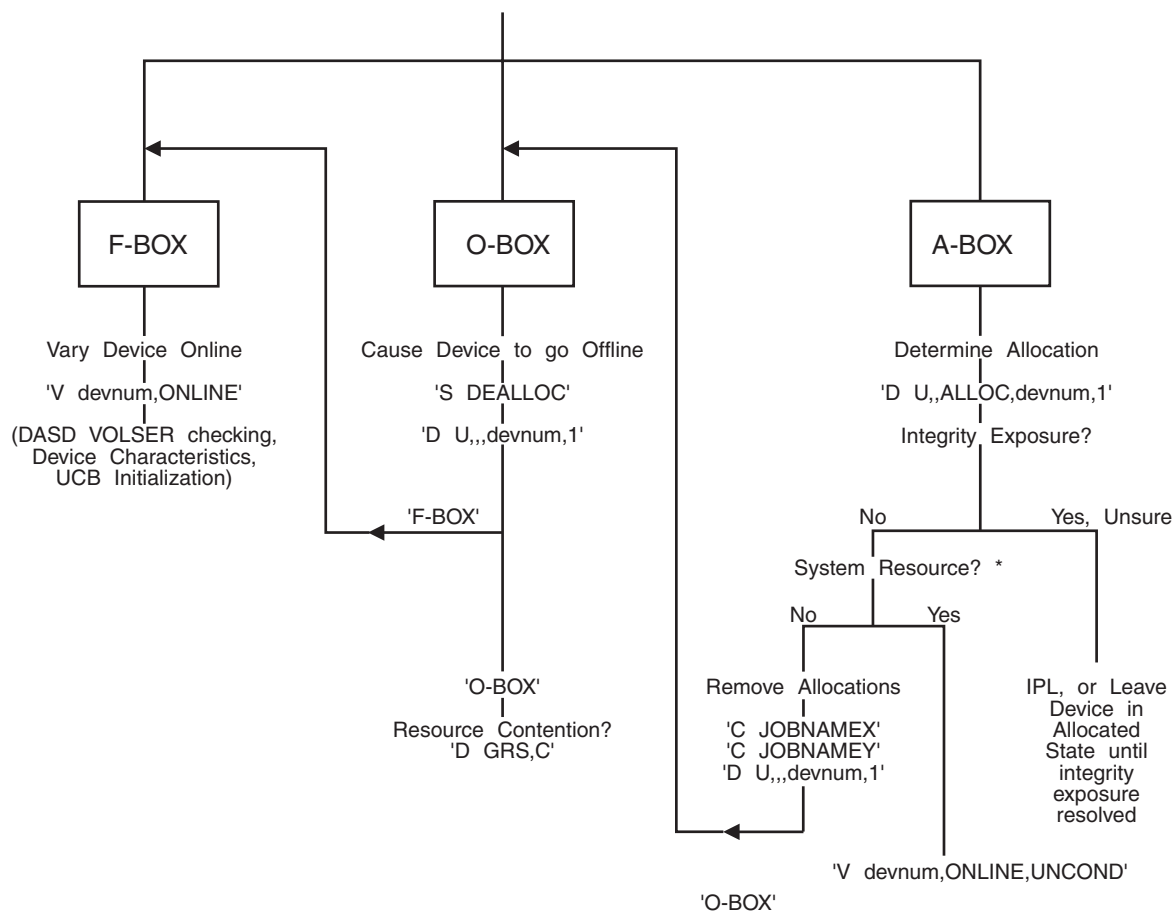 F-BOX
O-BOX
A-BOX
Vary Device Online
'V devnum,ONLINE'
(DASD VOLSER checking,
Device Characteristics,
UCB Initialization)
Cause Device to go Offline
'S DEALLOC'
'D U,,,devnum,1'
'F-BOX'
'O-BOX'
Resource Contention?
'D GRS,C'
Determine Allocation
'D U,,ALLOC,devnum,1'
Integrity Exposure?
No
Yes, Unsure
System Resource? *
No
Yes
Remove Allocations
'C JOBNAMEX'
'C JOBNAMEY'
'D U,,,devnum,1'
IPL, or Leave
Device in
Allocated
State until
integrity
exposure
resolved
'V devnum,ONLINE,UNCOND'
'O-BOX'